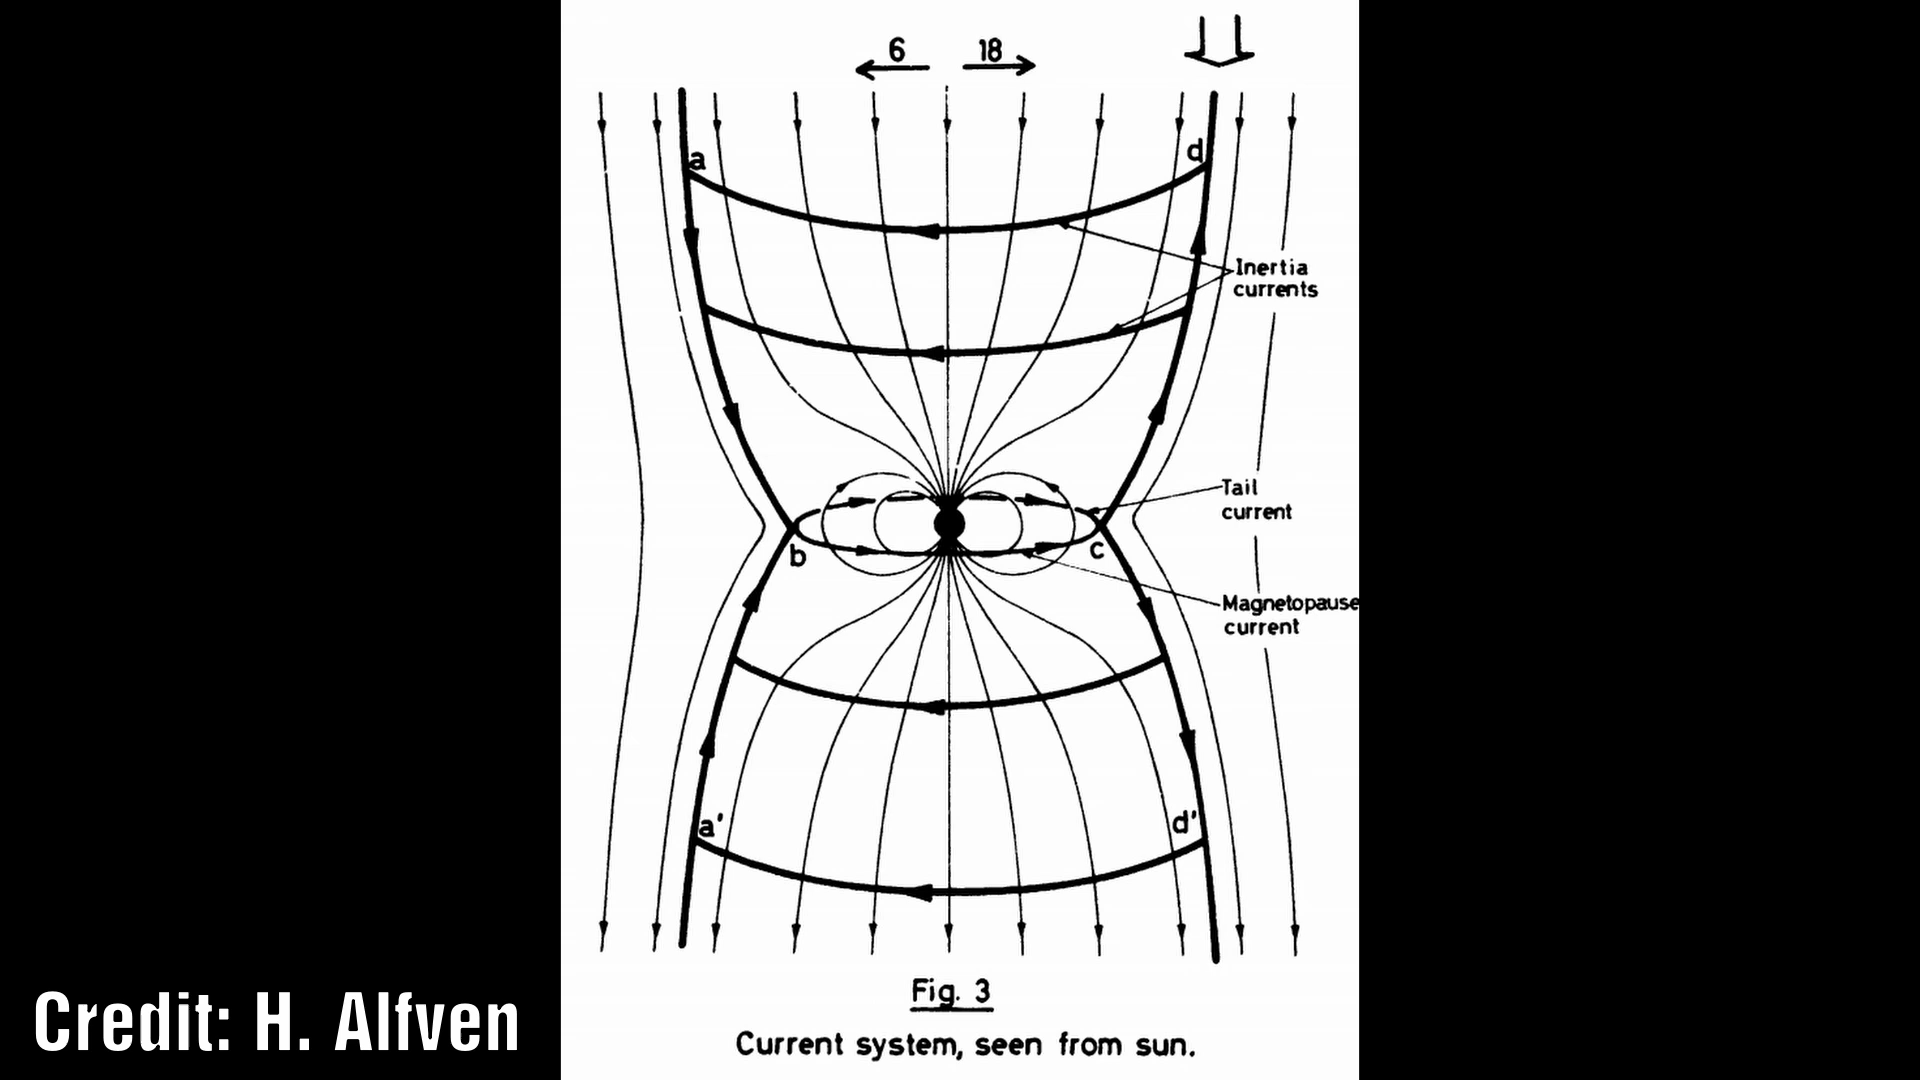 6 18
a
d
Inertia
currents
Tail
current
b
c
Magnetopause
current
a'
d'
Fig. 3
Current system, seen from sun.
Credit: H. Alfven